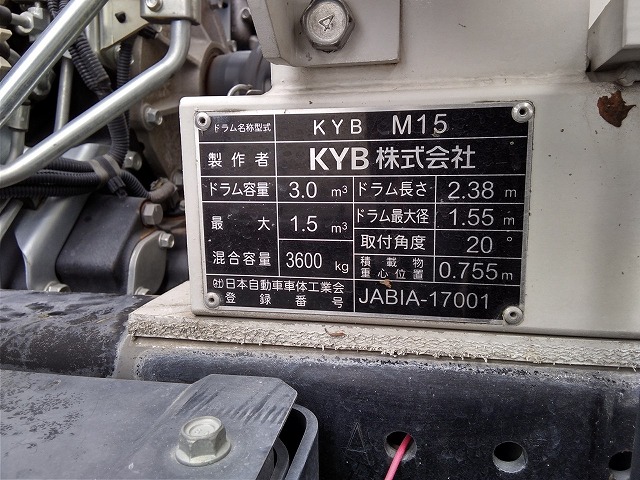 ドラム名称型式 KYB M15
製作者 KYB株式会社
ドラム容量 3.0 m³ ドラム長さ 2.38 m
最大 1.5 m³ ドラム最大径 1.55 m
混合容量 3600 kg 取付角度 20°
積載物重心位置 0.755 m
㈳日本自動車車体工業会
登録番号 JABIA-17001
4